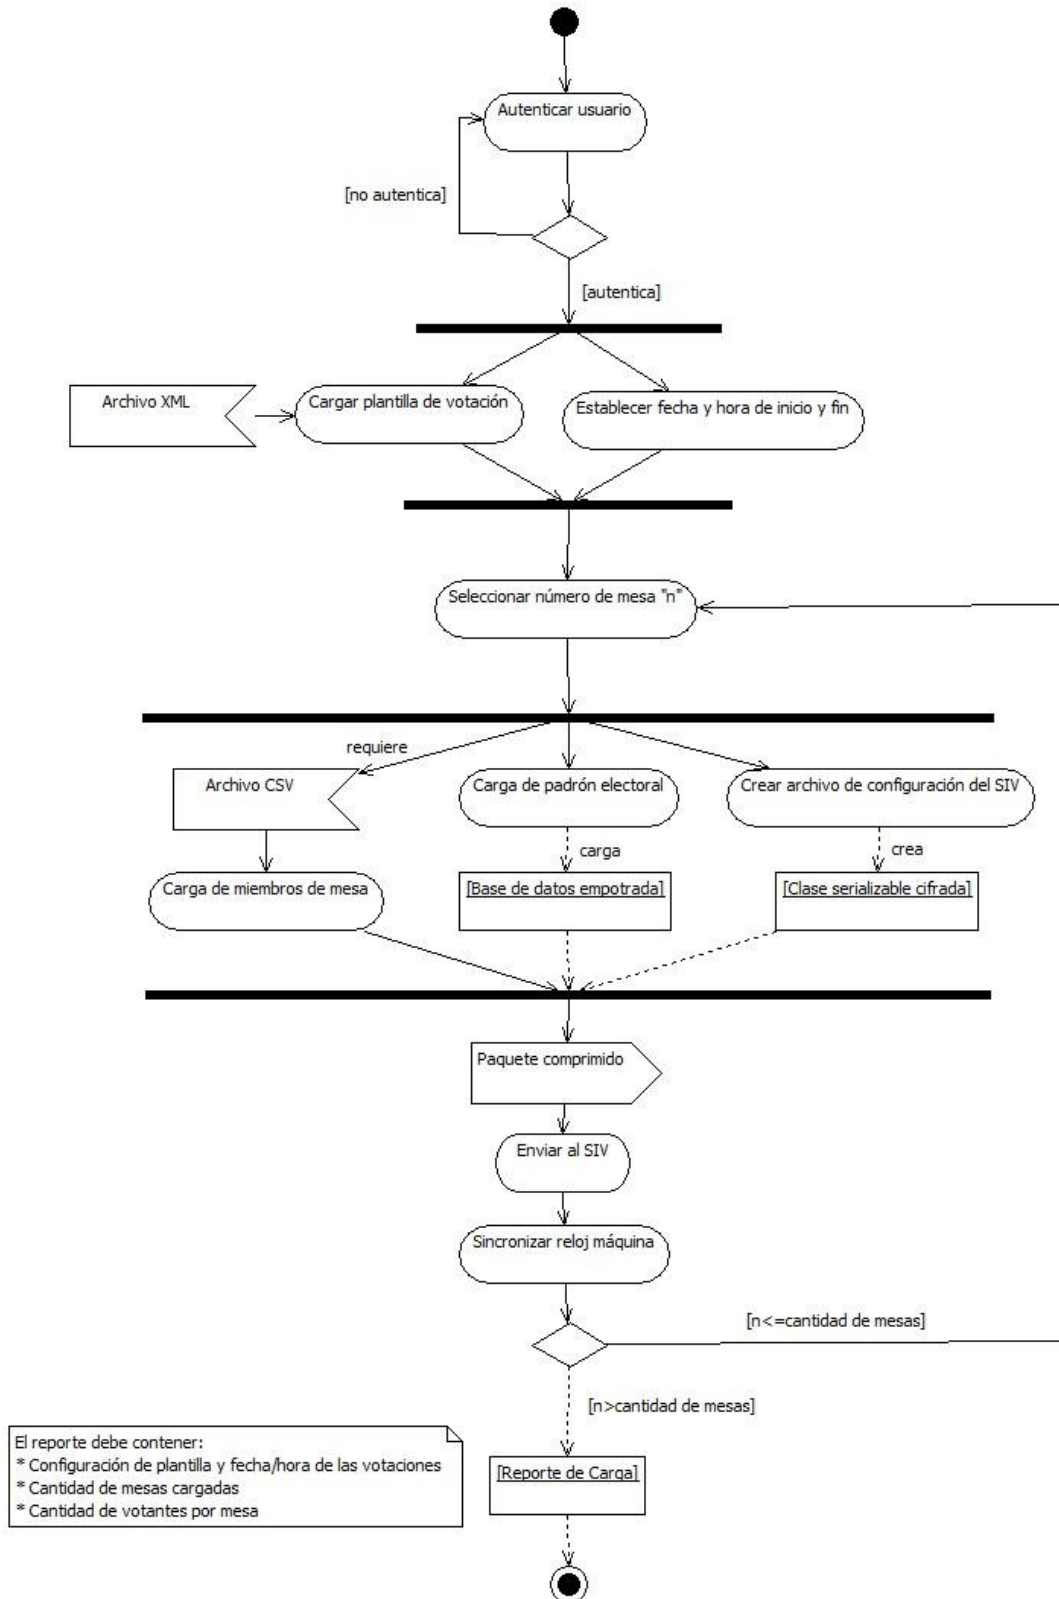 Autenticar usuario
[no autentica]
[autentica]
Archivo XML
Cargar plantilla de votación
Establecer fecha y hora de inicio y fin
Seleccionar número de mesa "n"
requiere
Archivo CSV
Carga de padrón electoral
Crear archivo de configuración del SIV
carga
crea
Carga de miembros de mesa
[Base de datos empotrada]
[Clase serializable cifrada]
Paquete comprimido
Enviar al SIV
Sincronizar reloj máquina
[n<=cantidad de mesas]
[n>cantidad de mesas]
El reporte debe contener:
* Configuración de plantilla y fecha/hora de las votaciones
* Cantidad de mesas cargadas
* Cantidad de votantes por mesa
[Reporte de Carga]